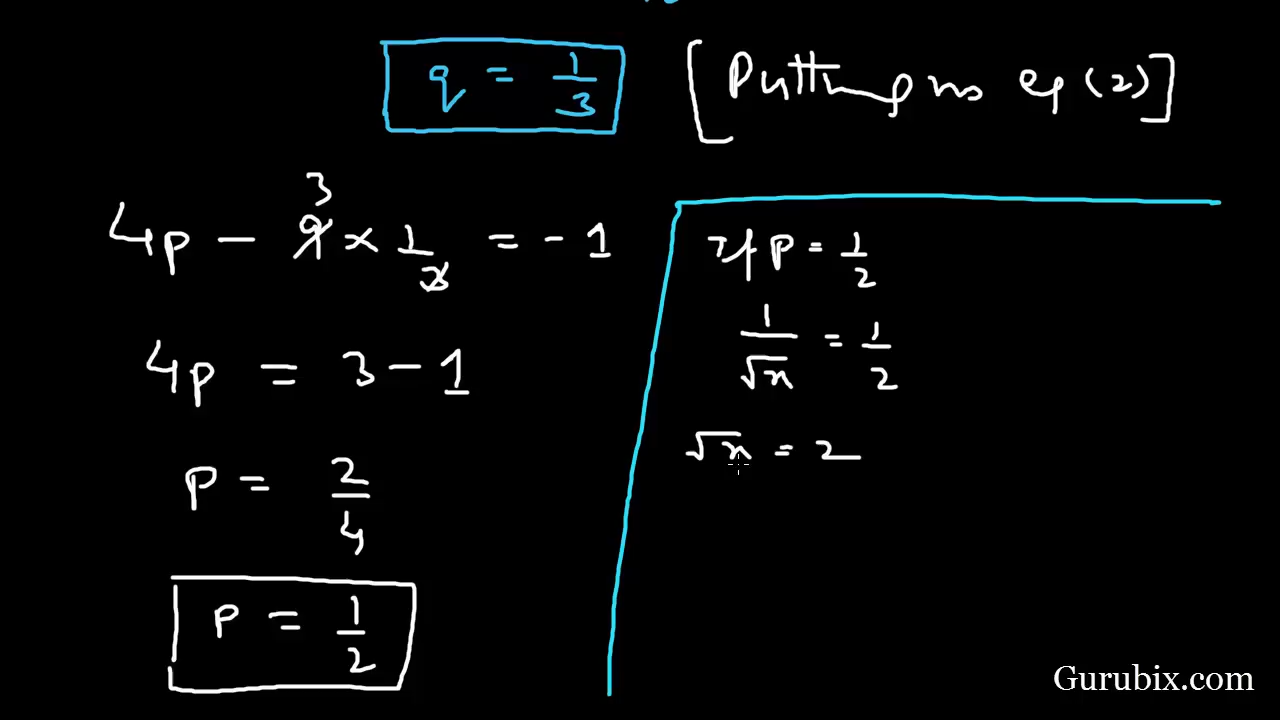 q = 1/3 [Putting in eq (2)]
4p - 9 × 1/3 = -1
3
4p = 3 - 1
p = 2/4
p = 1/2
If p = 1/2
1/√x = 1/2
√x = 2
Gurubix.com